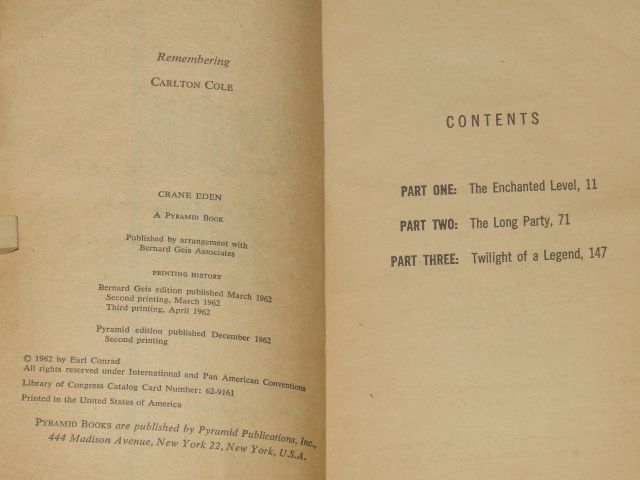 Remembering
CARLTON COLE
CRANE EDEN
A PYRAMID BOOK
Published by arrangement with
Bernard Geis Associates
PRINTING HISTORY
Bernard Geis edition published March 1962
Second printing, March 1962
Third printing, April 1962
Pyramid edition published December 1962
Second printing
© 1962 by Earl Conrad
All rights reserved under International and Pan American Conventions
Library of Congress Catalog Card Number: 62-9161
Printed in the United States of America
PYRAMID BOOKS are published by Pyramid Publications, Inc.,
444 Madison Avenue, New York 22, New York, U.S.A.
CONTENTS
PART ONE: The Enchanted Level, 11
PART TWO: The Long Party, 71
PART THREE: Twilight of a Legend, 147